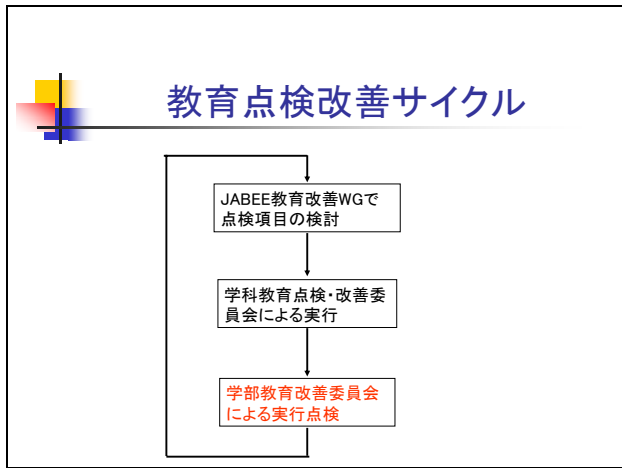 教育点検改善サイクル
JABEE教育改善WGで
点検項目の検討
学科教育点検・改善委
員会による実行
学部教育改善委員会
による実行点検